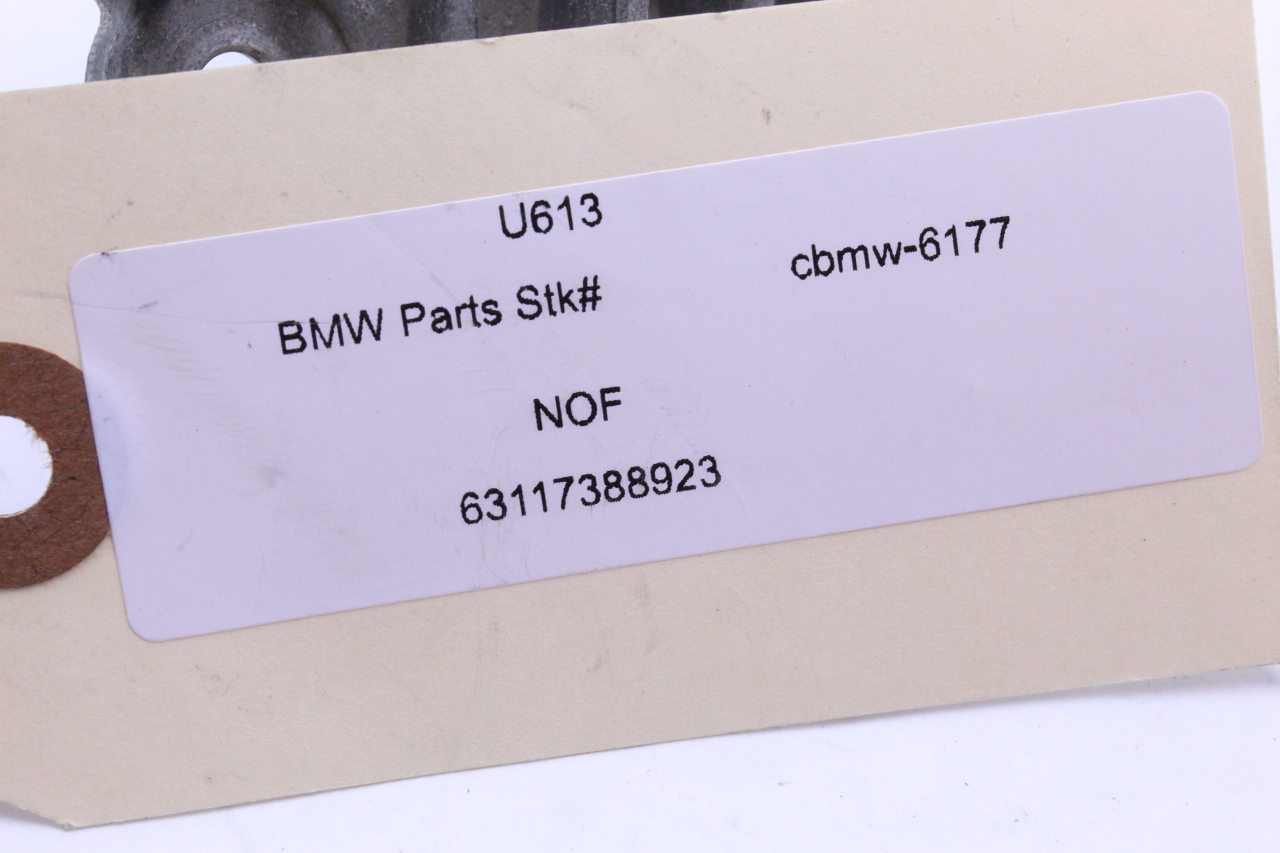 U613
BMW Parts Stk# cbmw-6177
NOF
63117388923